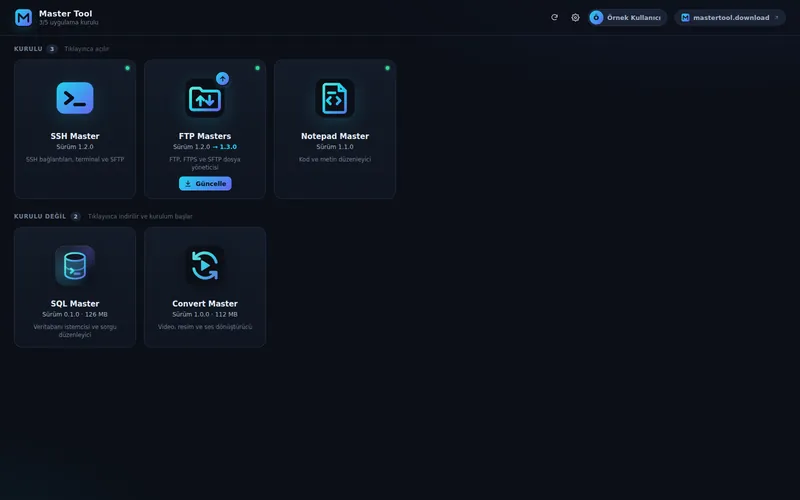 Master Tool
3/5 uygulama kurulu
Örnek Kullanıcı
mastertool.download
KURULU 3 Tıklayınca açılır
SSH Master
Sürüm 1.2.0
SSH bağlantıları, terminal ve SFTP
FTP Masters
Sürüm 1.2.0 → 1.3.0
FTP, FTPS ve SFTP dosya
yöneticisi
Güncelle
Notepad Master
Sürüm 1.1.0
Kod ve metin düzenleyici
KURULU DEĞİL 2 Tıklayınca indirilir ve kurulum başlar
SQL Master
Sürüm 0.1.0 · 126 MB
Veritabanı istemcisi ve sorgu
düzenleyici
Convert Master
Sürüm 1.0.0 · 112 MB
Video, resim ve ses dönüştürücü